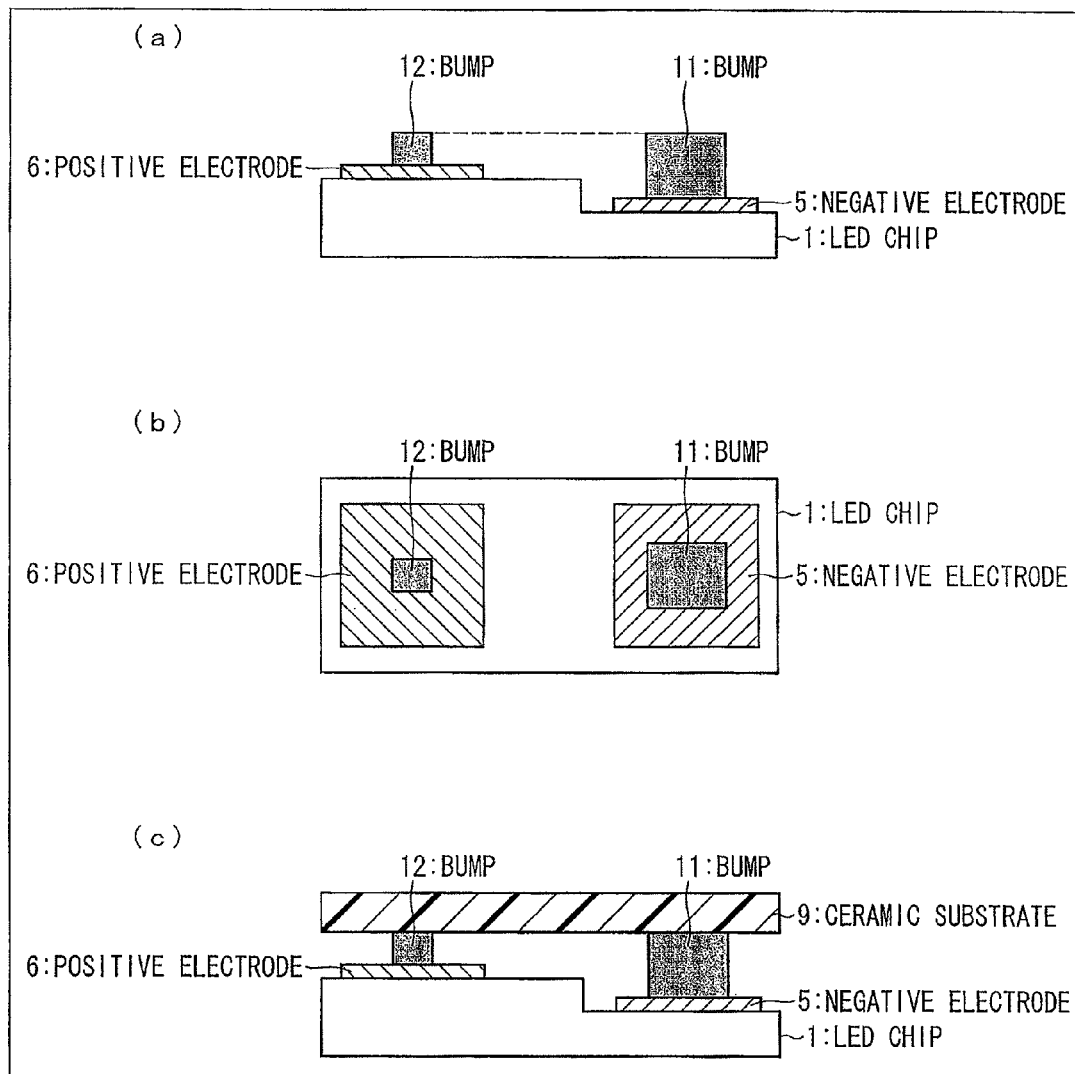 (a)
12:BUMP 11:BUMP
6:POSITIVE ELECTRODE
5:NEGATIVE ELECTRODE
1:LED CHIP
(b)
12:BUMP 11:BUMP
1:LED CHIP
6:POSITIVE ELECTRODE 5:NEGATIVE ELECTRODE
(c)
12:BUMP 11:BUMP
9:CERAMIC SUBSTRATE
6:POSITIVE ELECTRODE
5:NEGATIVE ELECTRODE
1:LED CHIP